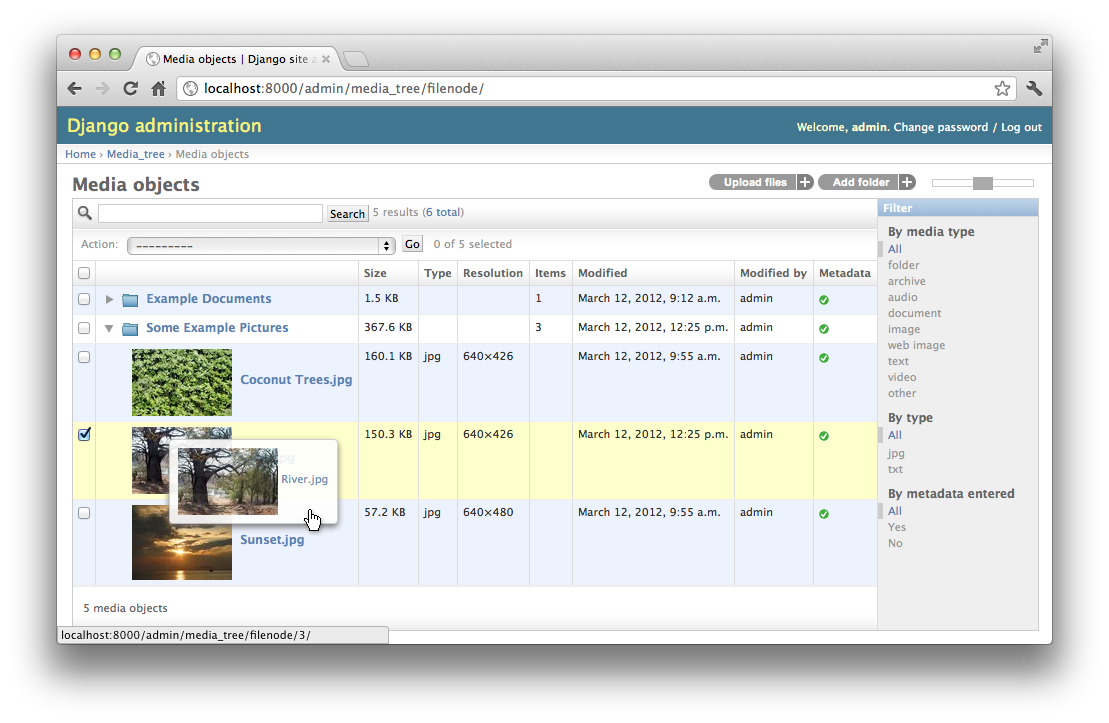 Media objects | Django site a
localhost:8000/admin/media_tree/filenode/
Django administration
Welcome, admin. Change password / Log out
Home › Media_tree › Media objects
Media objects
Upload files +
Add folder +
Search 5 results (6 total)
Action: --------- Go 0 of 5 selected
Size Type Resolution Items Modified Modified by Metadata
Example Documents 1.5 KB 1 March 12, 2012, 9:12 a.m. admin
Some Example Pictures 367.6 KB 3 March 12, 2012, 12:25 p.m. admin
160.1 KB jpg 640×426 March 12, 2012, 9:55 a.m. admin
Coconut Trees.jpg
150.3 KB jpg 640×426 March 12, 2012, 12:25 p.m. admin
River.jpg
57.2 KB jpg 640×480 March 12, 2012, 9:55 a.m. admin
Sunset.jpg
5 media objects
Filter
By media type
All
folder
archive
audio
document
image
web image
text
video
other
By type
All
jpg
txt
By metadata entered
All
Yes
No
localhost:8000/admin/media_tree/filenode/3/